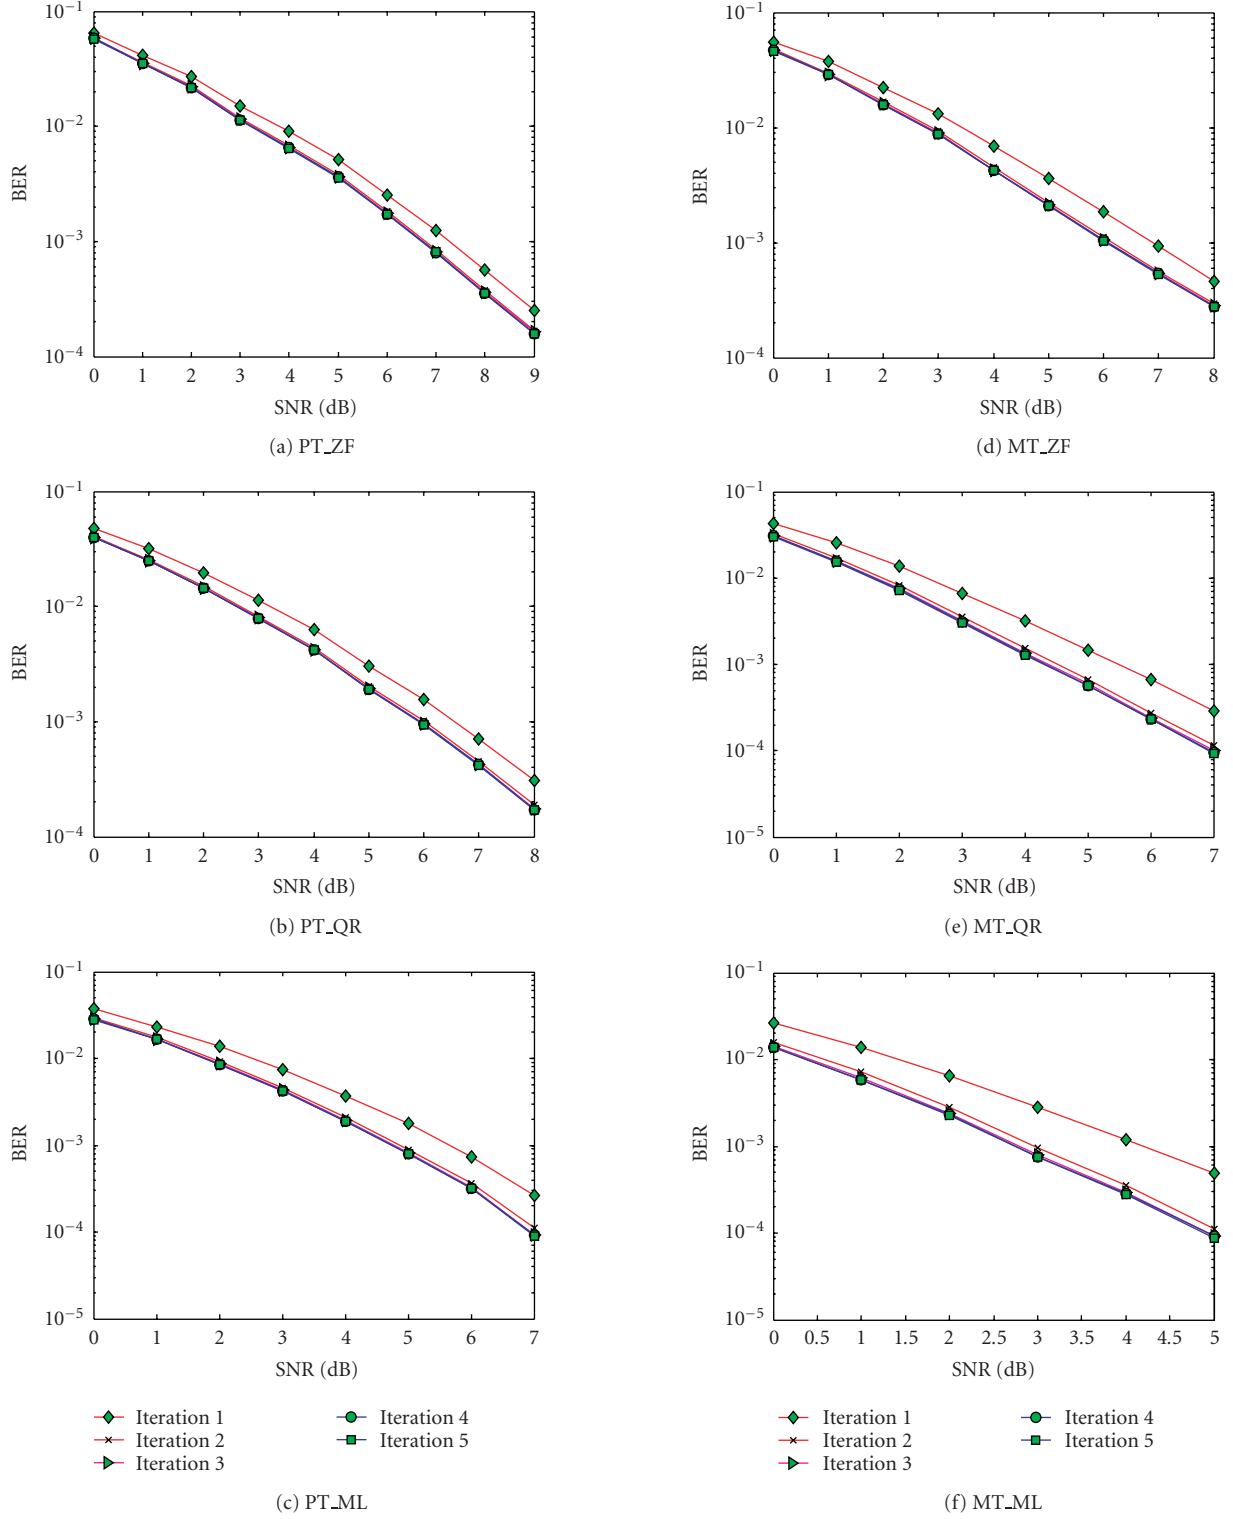 10⁻¹
10⁻²
10⁻³
10⁻⁴
BER
0 1 2 3 4 5 6 7 8 9
SNR (dB)
(a) PT_ZF
10⁻¹
10⁻²
10⁻³
10⁻⁴
BER
0 1 2 3 4 5 6 7 8
SNR (dB)
(d) MT_ZF
10⁻¹
10⁻²
10⁻³
10⁻⁴
BER
0 1 2 3 4 5 6 7 8
SNR (dB)
(b) PT_QR
10⁻¹
10⁻²
10⁻³
10⁻⁴
10⁻⁵
BER
0 1 2 3 4 5 6 7
SNR (dB)
(e) MT_QR
10⁻¹
10⁻²
10⁻³
10⁻⁴
10⁻⁵
BER
0 1 2 3 4 5 6 7
SNR (dB)
Iteration 1
Iteration 2
Iteration 3
Iteration 4
Iteration 5
(c) PT_ML
10⁻¹
10⁻²
10⁻³
10⁻⁴
10⁻⁵
BER
0 0.5 1 1.5 2 2.5 3 3.5 4 4.5 5
SNR (dB)
Iteration 1
Iteration 2
Iteration 3
Iteration 4
Iteration 5
(f) MT_ML